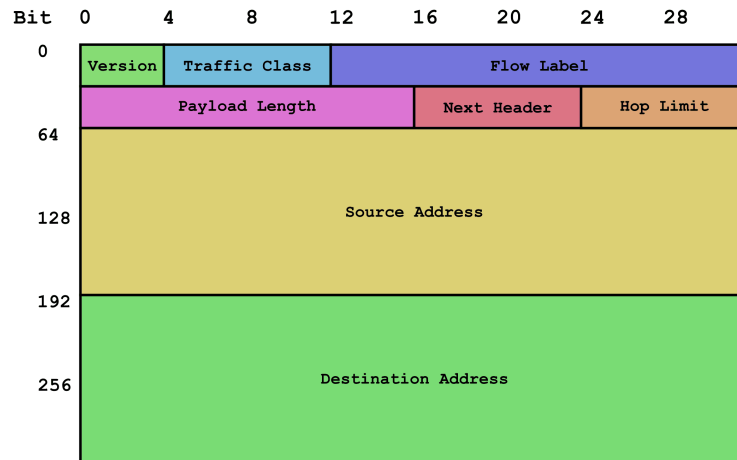 Bit 0 4 8 12 16 20 24 28
0
Version Traffic Class Flow Label
Payload Length Next Header Hop Limit
64
Source Address
128
192
Destination Address
256